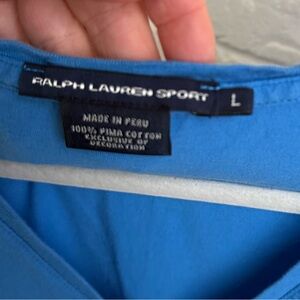 RALPH LAUREN SPORT L
MADE IN PERU
100% PIMA COTTON
EXCLUSIVE OF
DECORATION